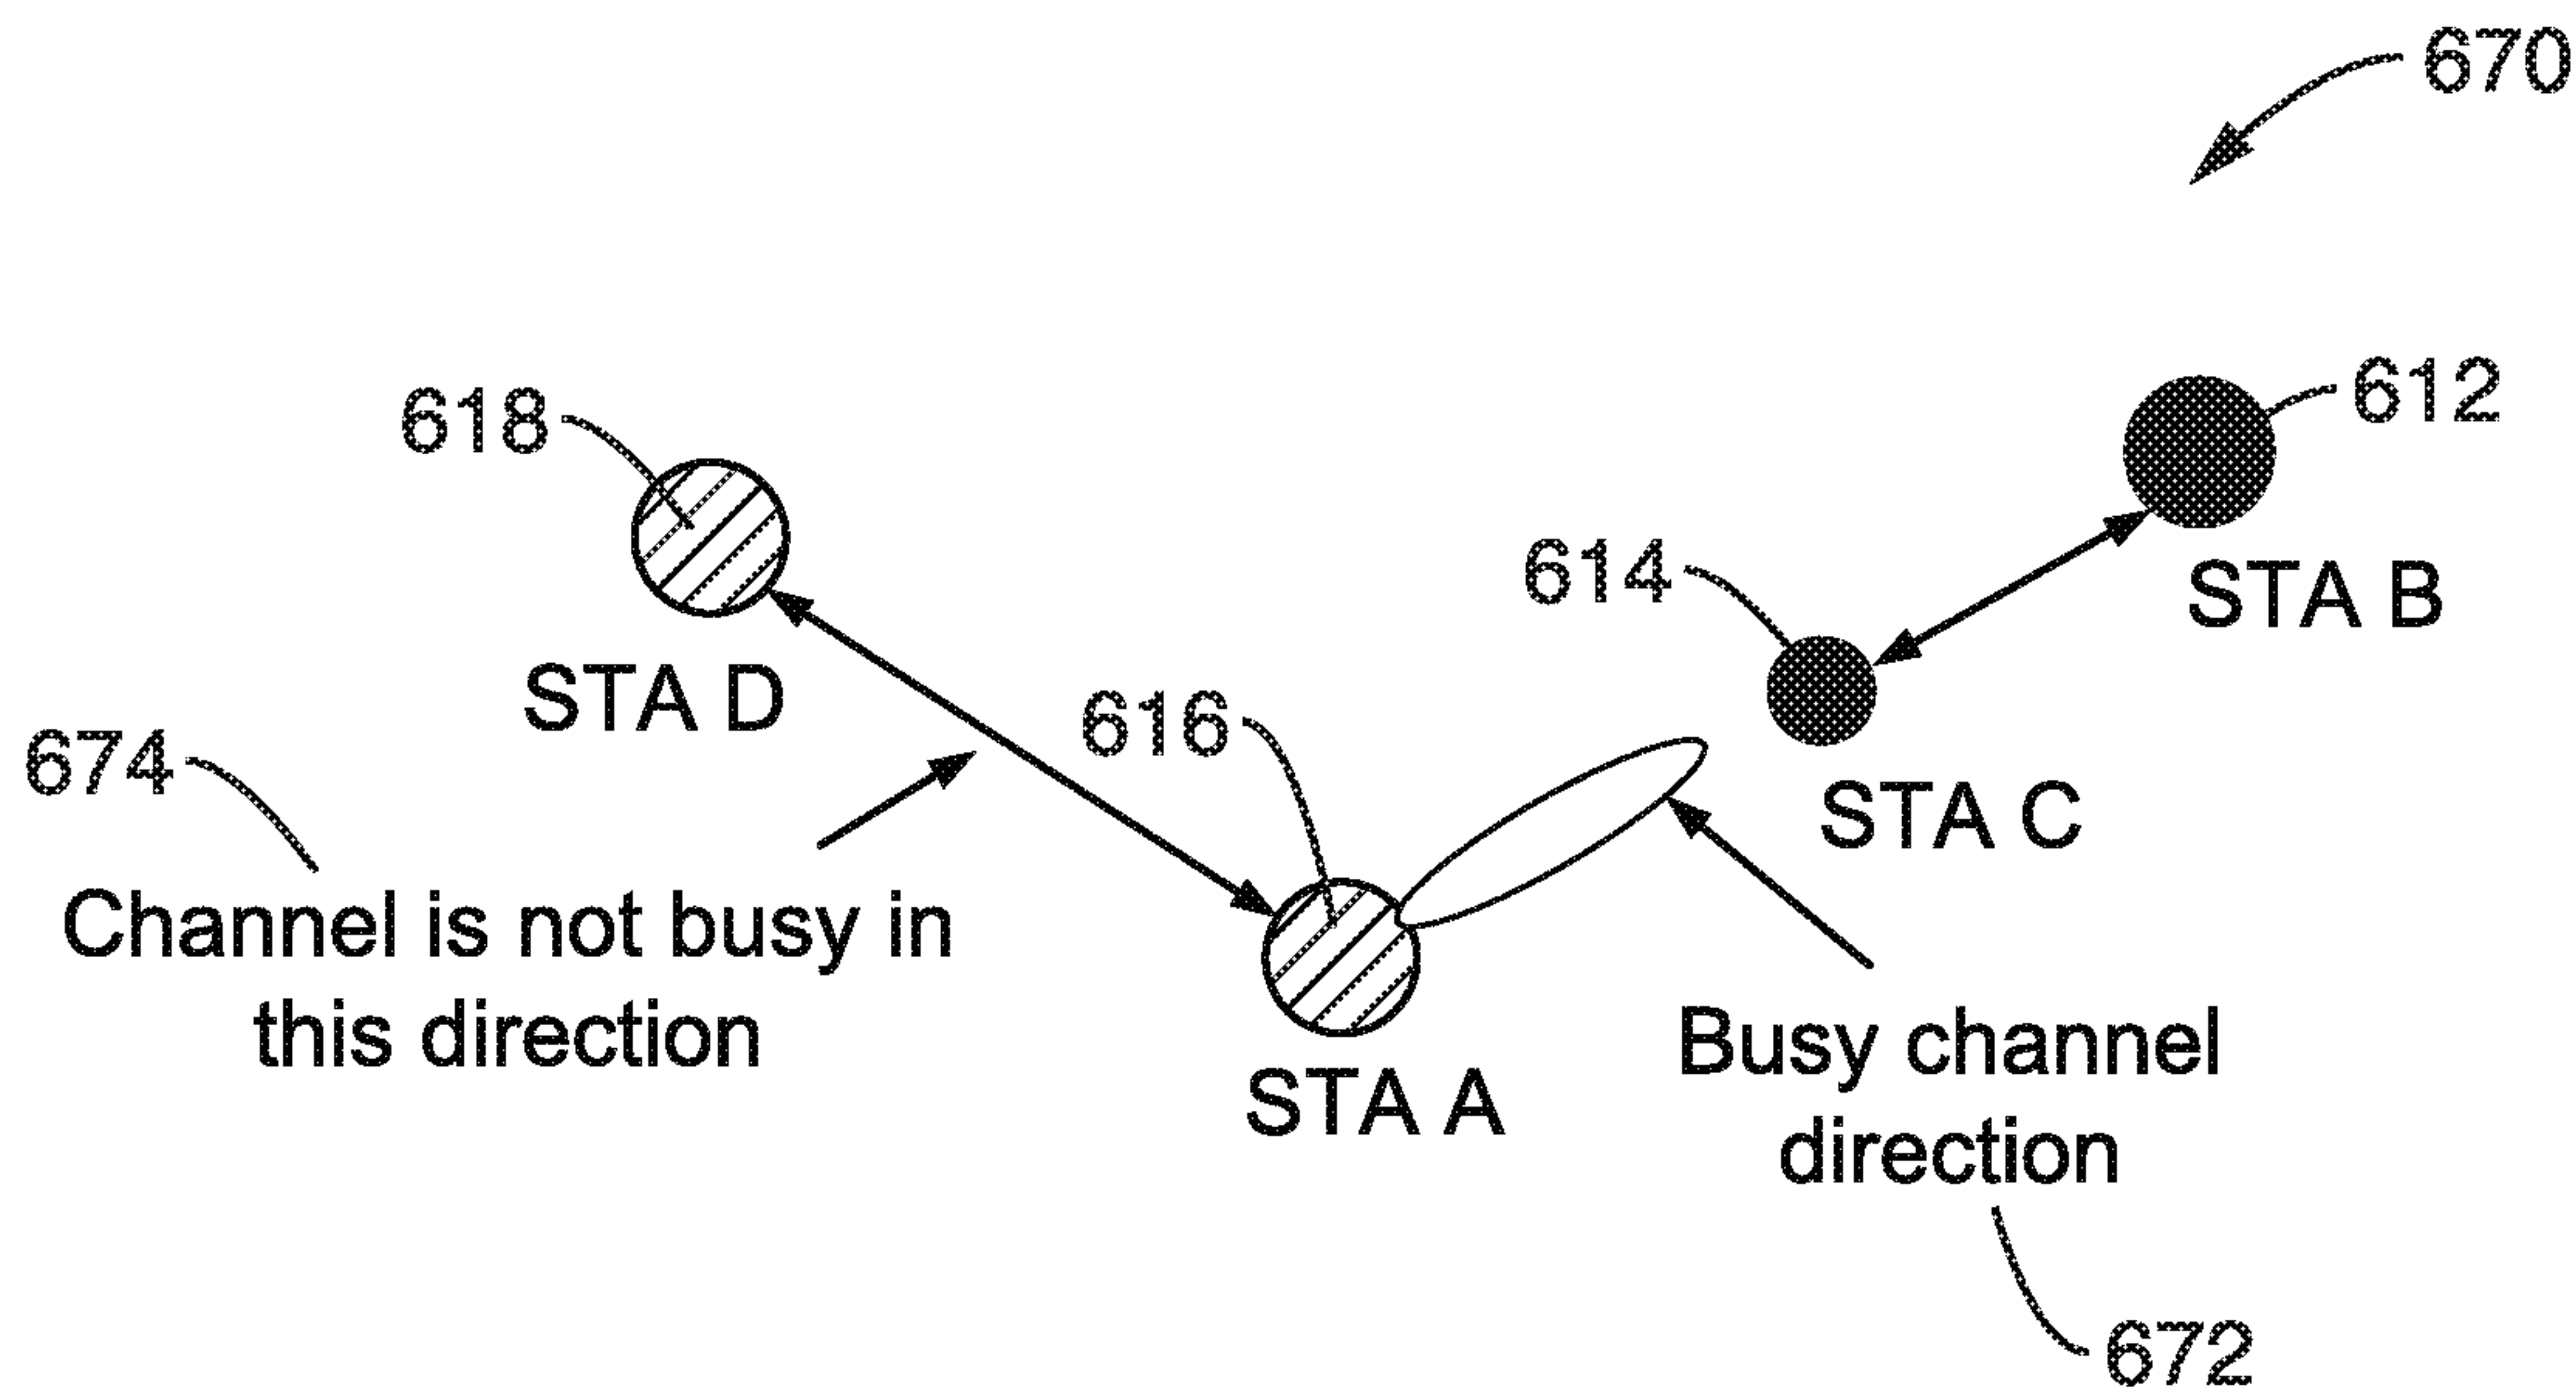 670
618
612
614
STA B
STA D
616
674
STA C
Channel is not busy in
this direction
Busy channel
direction
STA A
672